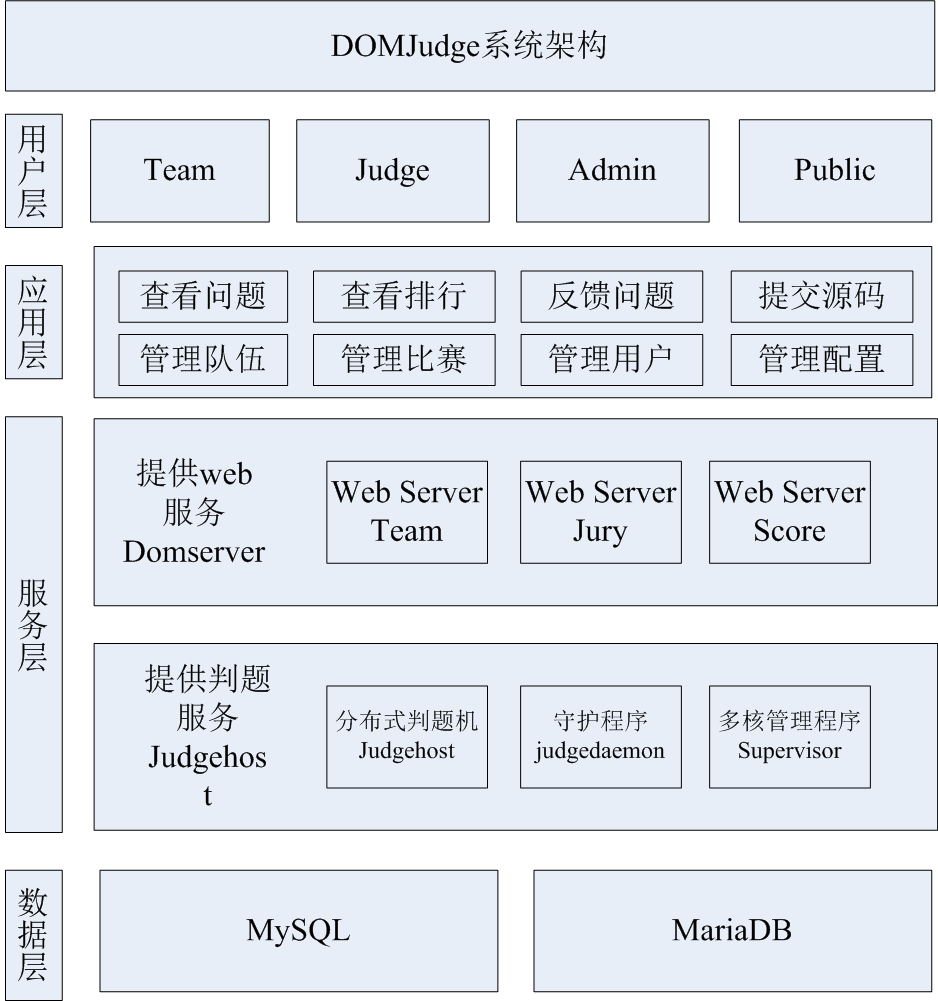 DOMJudge系统架构
用
户
层
Team
Judge
Admin
Public
应
用
层
查看问题
查看排行
反馈问题
提交源码
管理队伍
管理比赛
管理用户
管理配置
服
务
层
提供web
服务
Domserver
Web Server
Team
Web Server
Jury
Web Server
Score
提供判题
服务
Judgehos
t
分布式判题机
Judgehost
守护程序
judgedaemon
多核管理程序
Supervisor
数
据
层
MySQL
MariaDB